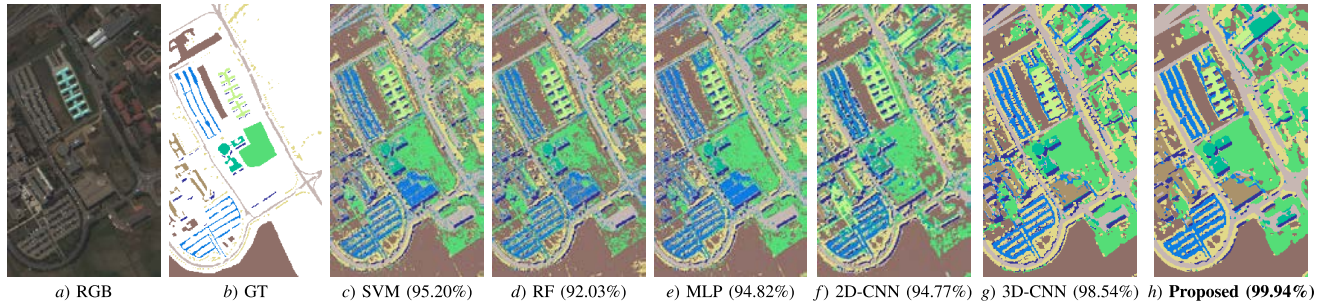 a) RGB b) GT c) SVM (95.20%) d) RF (92.03%) e) MLP (94.82%) f) 2D-CNN (94.77%) g) 3D-CNN (98.54%) h) Proposed (99.94%)